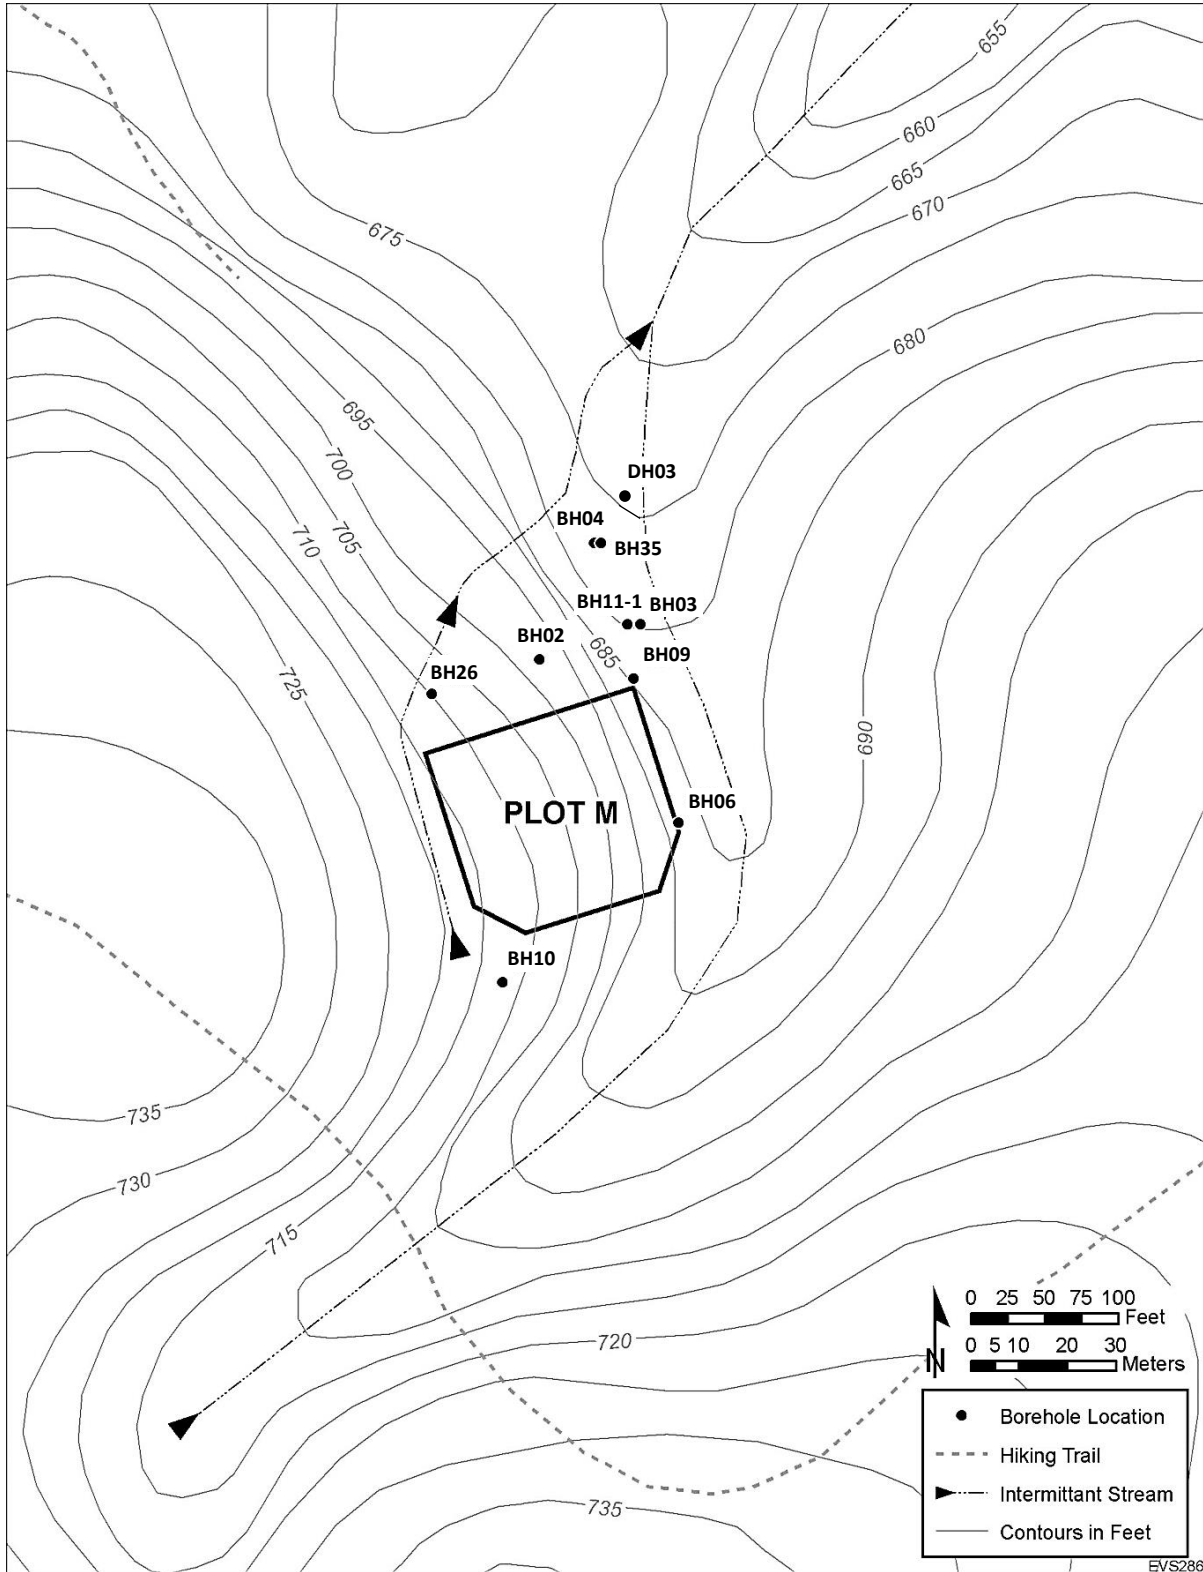 655
660
665
670
675
680
695
700
705
710
DH03
BH04
BH35
BH11-1
BH03
BH02
685
BH09
BH26
725
690
PLOT M
BH06
BH10
735
730
715
720
735
0 25 50 75 100
Feet
0 5 10 20 30
Meters
N
Borehole Location
Hiking Trail
Intermittant Stream
Contours in Feet
EVS286